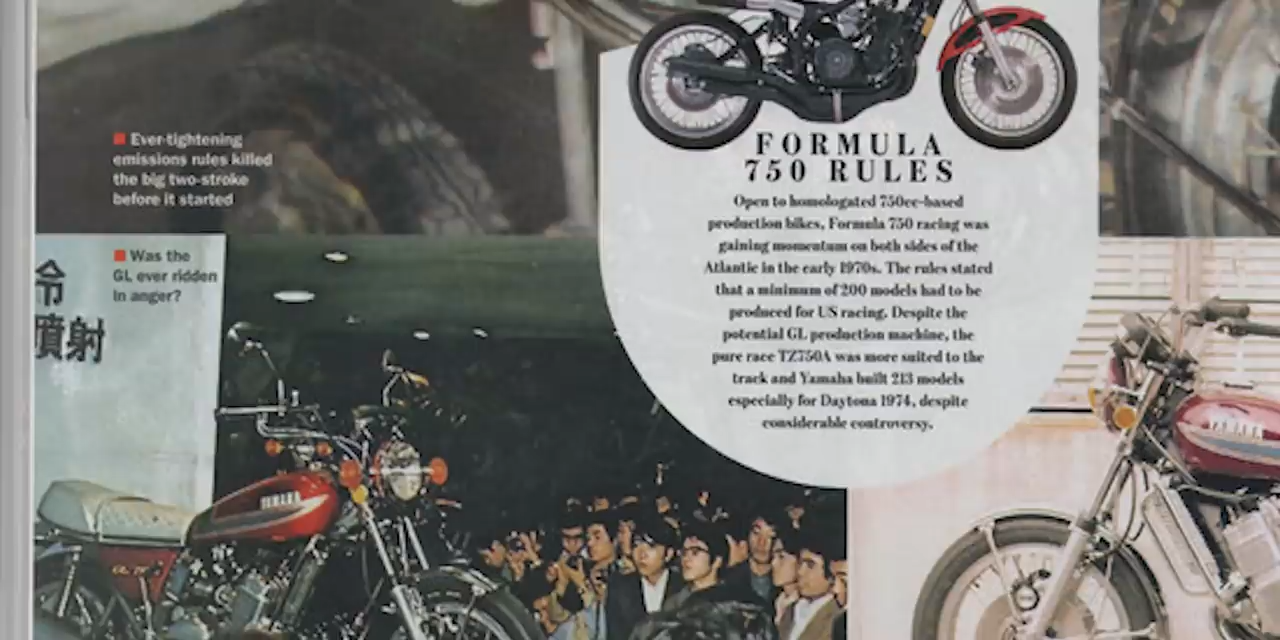 ■ Ever-tightening
emissions rules killed
the big two-stroke
before it started
■ Was the
GL ever ridden
in anger?
冷
噴射
YAMAHA
FORMULA
750 RULES
Open to homologated 750cc-based
production bikes, Formula 750 racing was
gaining momentum on both sides of the
Atlantic in the early 1970s. The rules stated
that a minimum of 200 models had to be
produced for US racing. Despite the
potential GL production machine, the
pure race TZ750A was more suited to the
track and Yamaha built 213 models
especially for Daytona 1974, despite
considerable controversy.